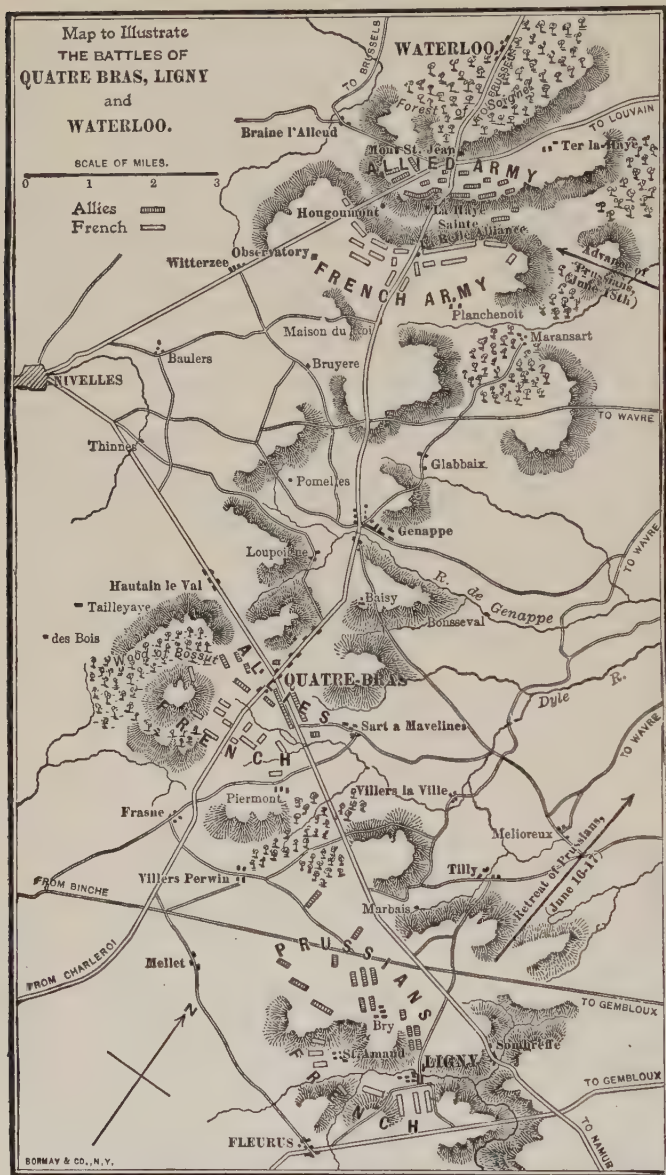 Map to Illustrate
THE BATTLES OF
QUATRE BRAS, LIGNY
and
WATERLOO.
SCALE OF MILES.
0 1 2 3
Allies
French
TO BRUSSELS
WATERLOO
TO BRUSSELS
Forest of Soignes
Braine l'Alleud
TO LOUVAIN
Mont St. Jean
Ter la Haye
ALLIED ARMY
Hougoumont
La Haye
Sainte
Belle Alliance
Observatory
Witterzee
FRENCH ARMY
Advance of
Prussians,
(June 18th)
Planchenoit
Maison du Roi
Maransart
Baulers
Bruyere
NIVELLES
TO WAVRE
Thinnes
Glabbaix
Pomelles
Genappe
Loupoigne
TO WAVRE
R. de Genappe
Hautain le Val
Baisy
Tailleyaye
Bousseval
des Bois
Wood Bossut
ALLIES
QUATRE-BRAS
Dyle R.
FRENCH
Sart a Mavelines
TO WAVRE
Piermont
Villers la Ville
Frasne
Melioreux
Retreat of Prussians,
(June 16-17)
Villers Perwin
Tilly
FROM BINCHE
Marbais
PRUSSIANS
Mellet
FROM CHARLEROI
TO GEMBLOUX
N
Bry
St. Amand
LIGNY
Sombreffe
FRENCH
TO GEMBLOUX
FLEURUS
TO NAMUR
BORMAY & CO., N.Y.